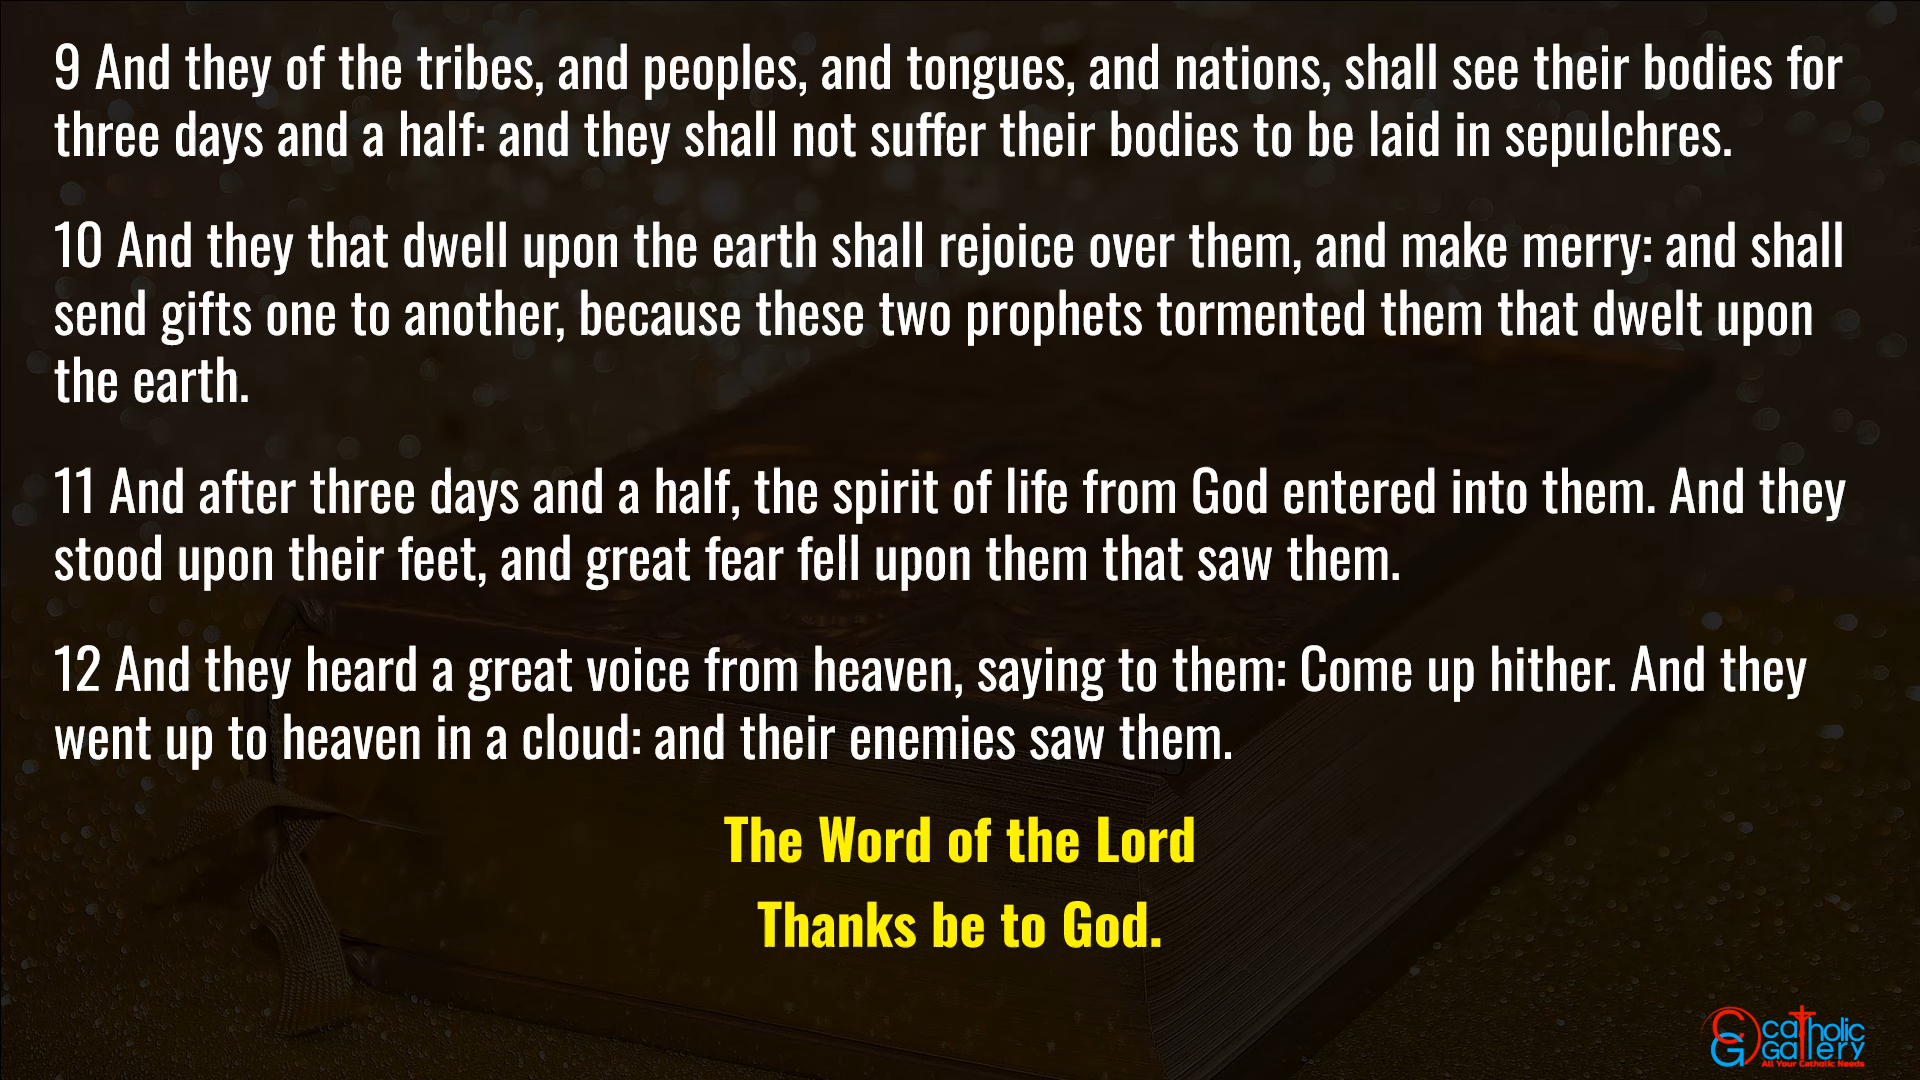 9 And they of the tribes, and peoples, and tongues, and nations, shall see their bodies for
three days and a half: and they shall not suffer their bodies to be laid in sepulchres.
10 And they that dwell upon the earth shall rejoice over them, and make merry: and shall
send gifts one to another, because these two prophets tormented them that dwelt upon
the earth.
11 And after three days and a half, the spirit of life from God entered into them. And they
stood upon their feet, and great fear fell upon them that saw them.
12 And they heard a great voice from heaven, saying to them: Come up hither. And they
went up to heaven in a cloud: and their enemies saw them.
The Word of the Lord
Thanks be to God.
CG catholic
Gallery
All Your Catholic Needs